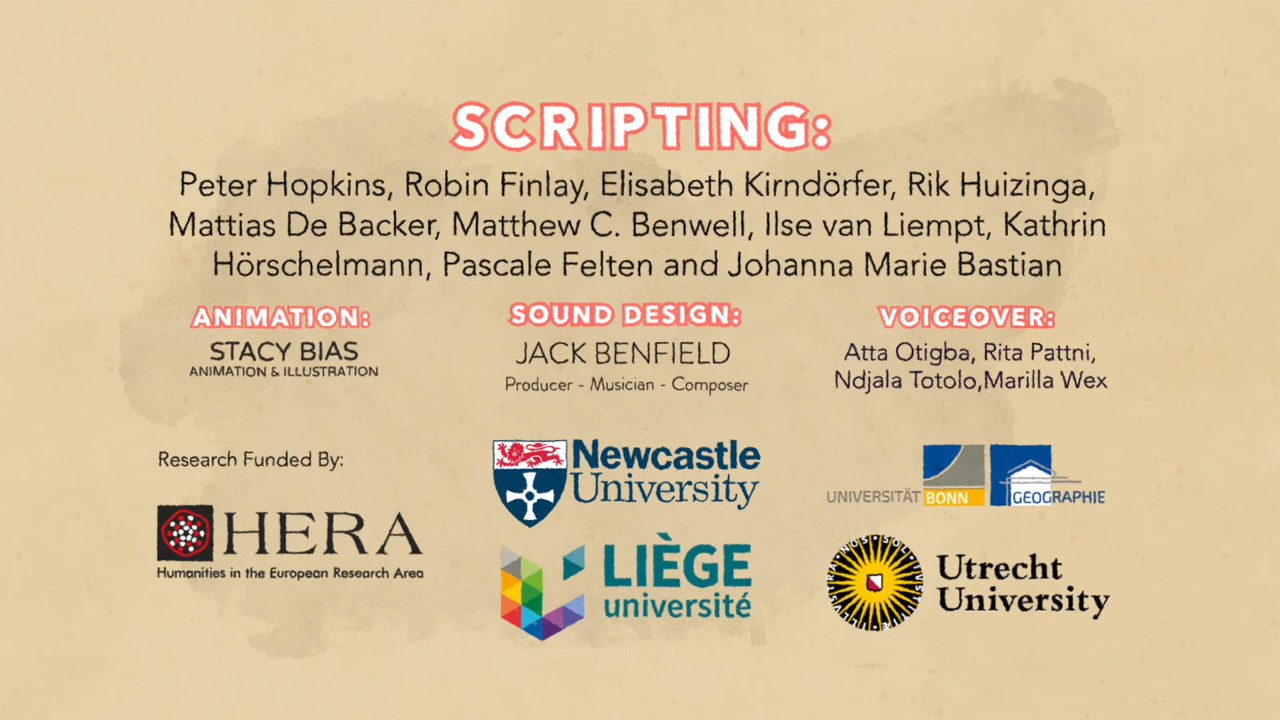 SCRIPTING:
Peter Hopkins, Robin Finlay, Elisabeth Kirndörfer, Rik Huizinga,
Mattias De Backer, Matthew C. Benwell, Ilse van Liempt, Kathrin
Hörschelmann, Pascale Felten and Johanna Marie Bastian
ANIMATION:
STACY BIAS
ANIMATION & ILLUSTRATION
SOUND DESIGN:
JACK BENFIELD
Producer - Musician - Composer
VOICEOVER:
Atta Otigba, Rita Pattni,
Ndjala Totolo,Marilla Wex
Research Funded By:
HERA
Humanities in the European Research Area
Newcastle
University
UNIVERSITÄT BONN
GEOGRAPHIE
LIÈGE
université
Utrecht
University